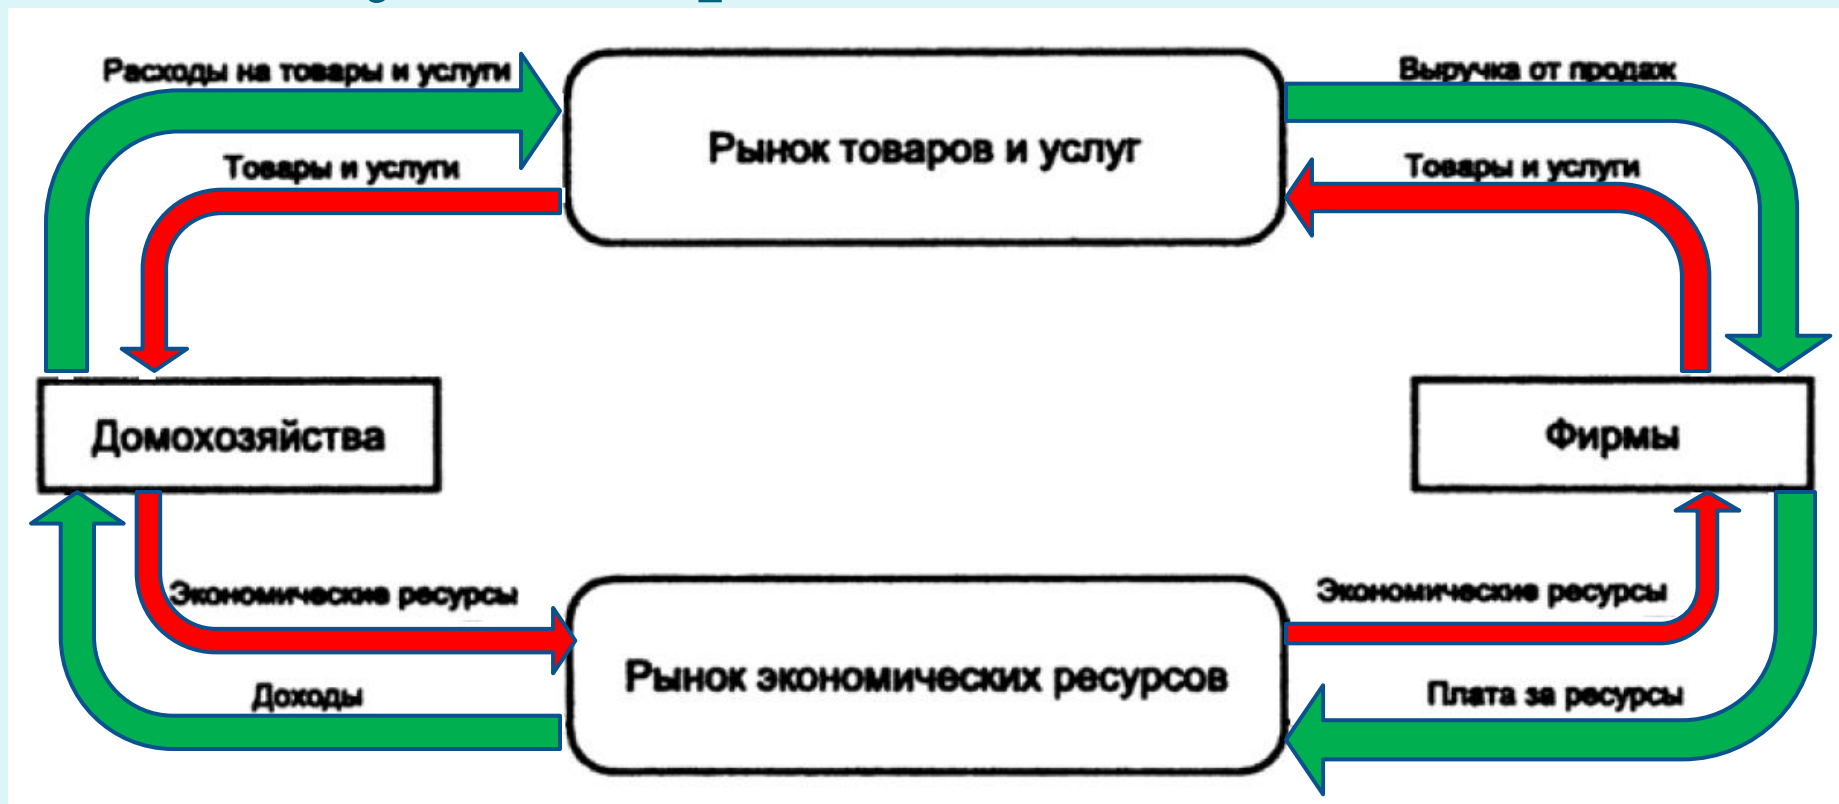 Расходы на товары и услуги
Выручка от продаж
Рынок товаров и услуг
Товары и услуги
Товары и услуги
Домохозяйства
Фирмы
Экономические ресурсы
Экономические ресурсы
Рынок экономических ресурсов
Доходы
Плата за ресурсы